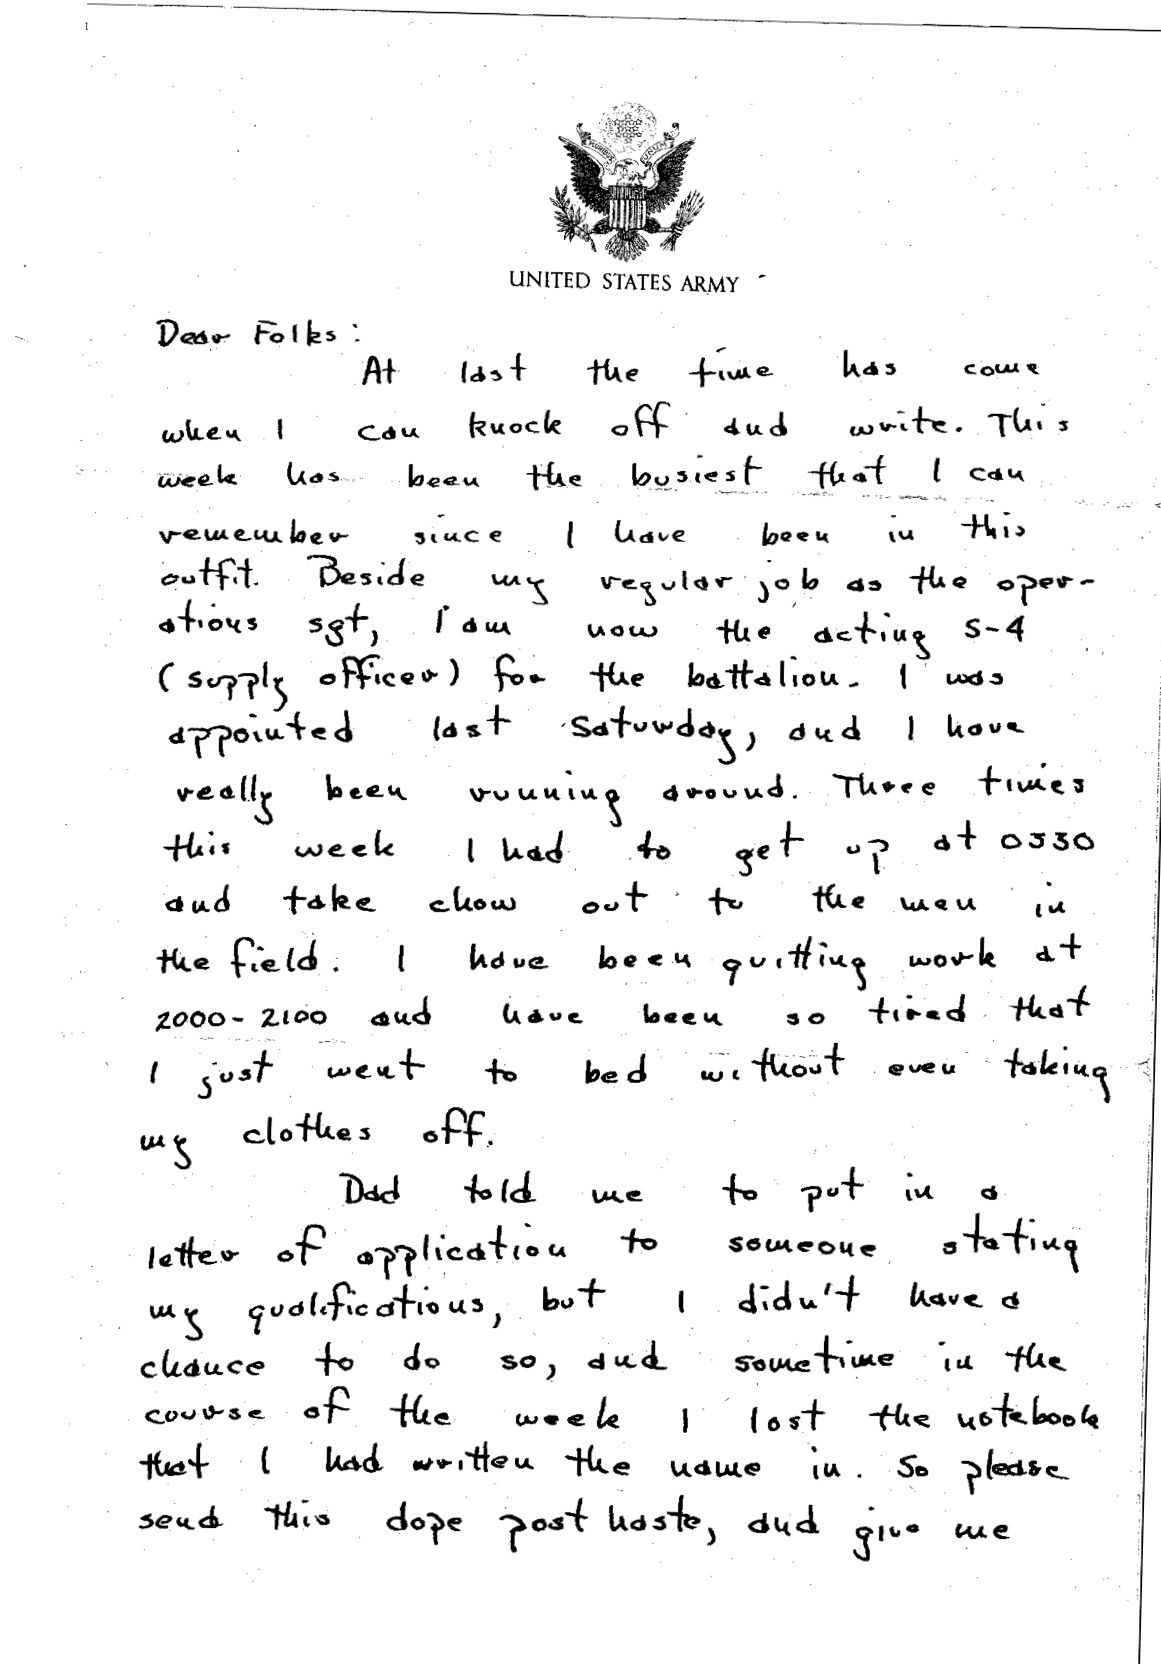 UNITED STATES ARMY
Dear Folks:
At last the time has come
when I can knock off and write. This
week has been the busiest that I can
remember since I have been in this
outfit. Beside my regular job as the oper-
ations sgt, I am now the acting S-4
(supply officer) for the battalion. I was
appointed last Saturday, and I have
really been running around. Three times
this week I had to get up at 0330
and take chow out to the men in
the field. I have been quitting work at
2000-2100 and have been so tired that
I just went to bed without even taking
my clothes off.
Dad told me to put in a
letter of application to someone stating
my qualifications, but I didn't have a
chance to do so, and sometime in the
course of the week I lost the notebook
that I had written the name in. So please
send this dope post haste, and give me